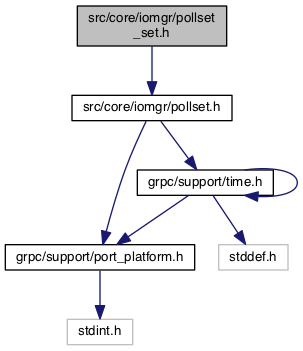 src/core/iomgr/pollset
_set.h
src/core/iomgr/pollset.h
grpc/support/time.h
grpc/support/port_platform.h
stddef.h
stdint.h